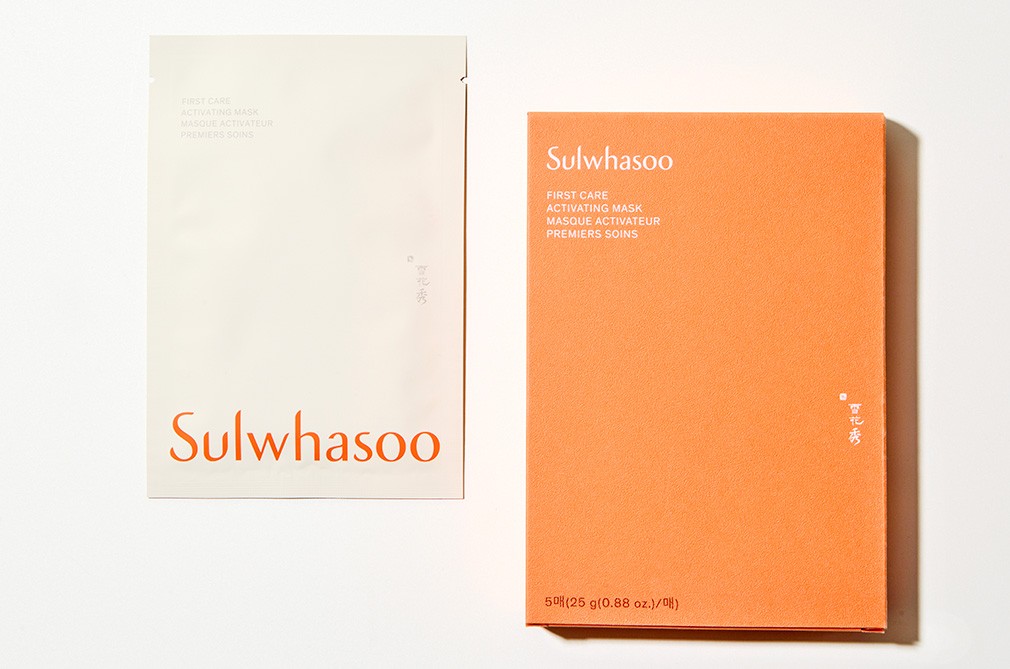 FIRST CARE
ACTIVATING MASK
MASQUE ACTIVATEUR
PREMIERS SOINS
雪花秀
Sulwhasoo
Sulwhasoo
FIRST CARE
ACTIVATING MASK
MASQUE ACTIVATEUR
PREMIERS SOINS
雪花秀
5매(25 g(0.88 oz.)/매)